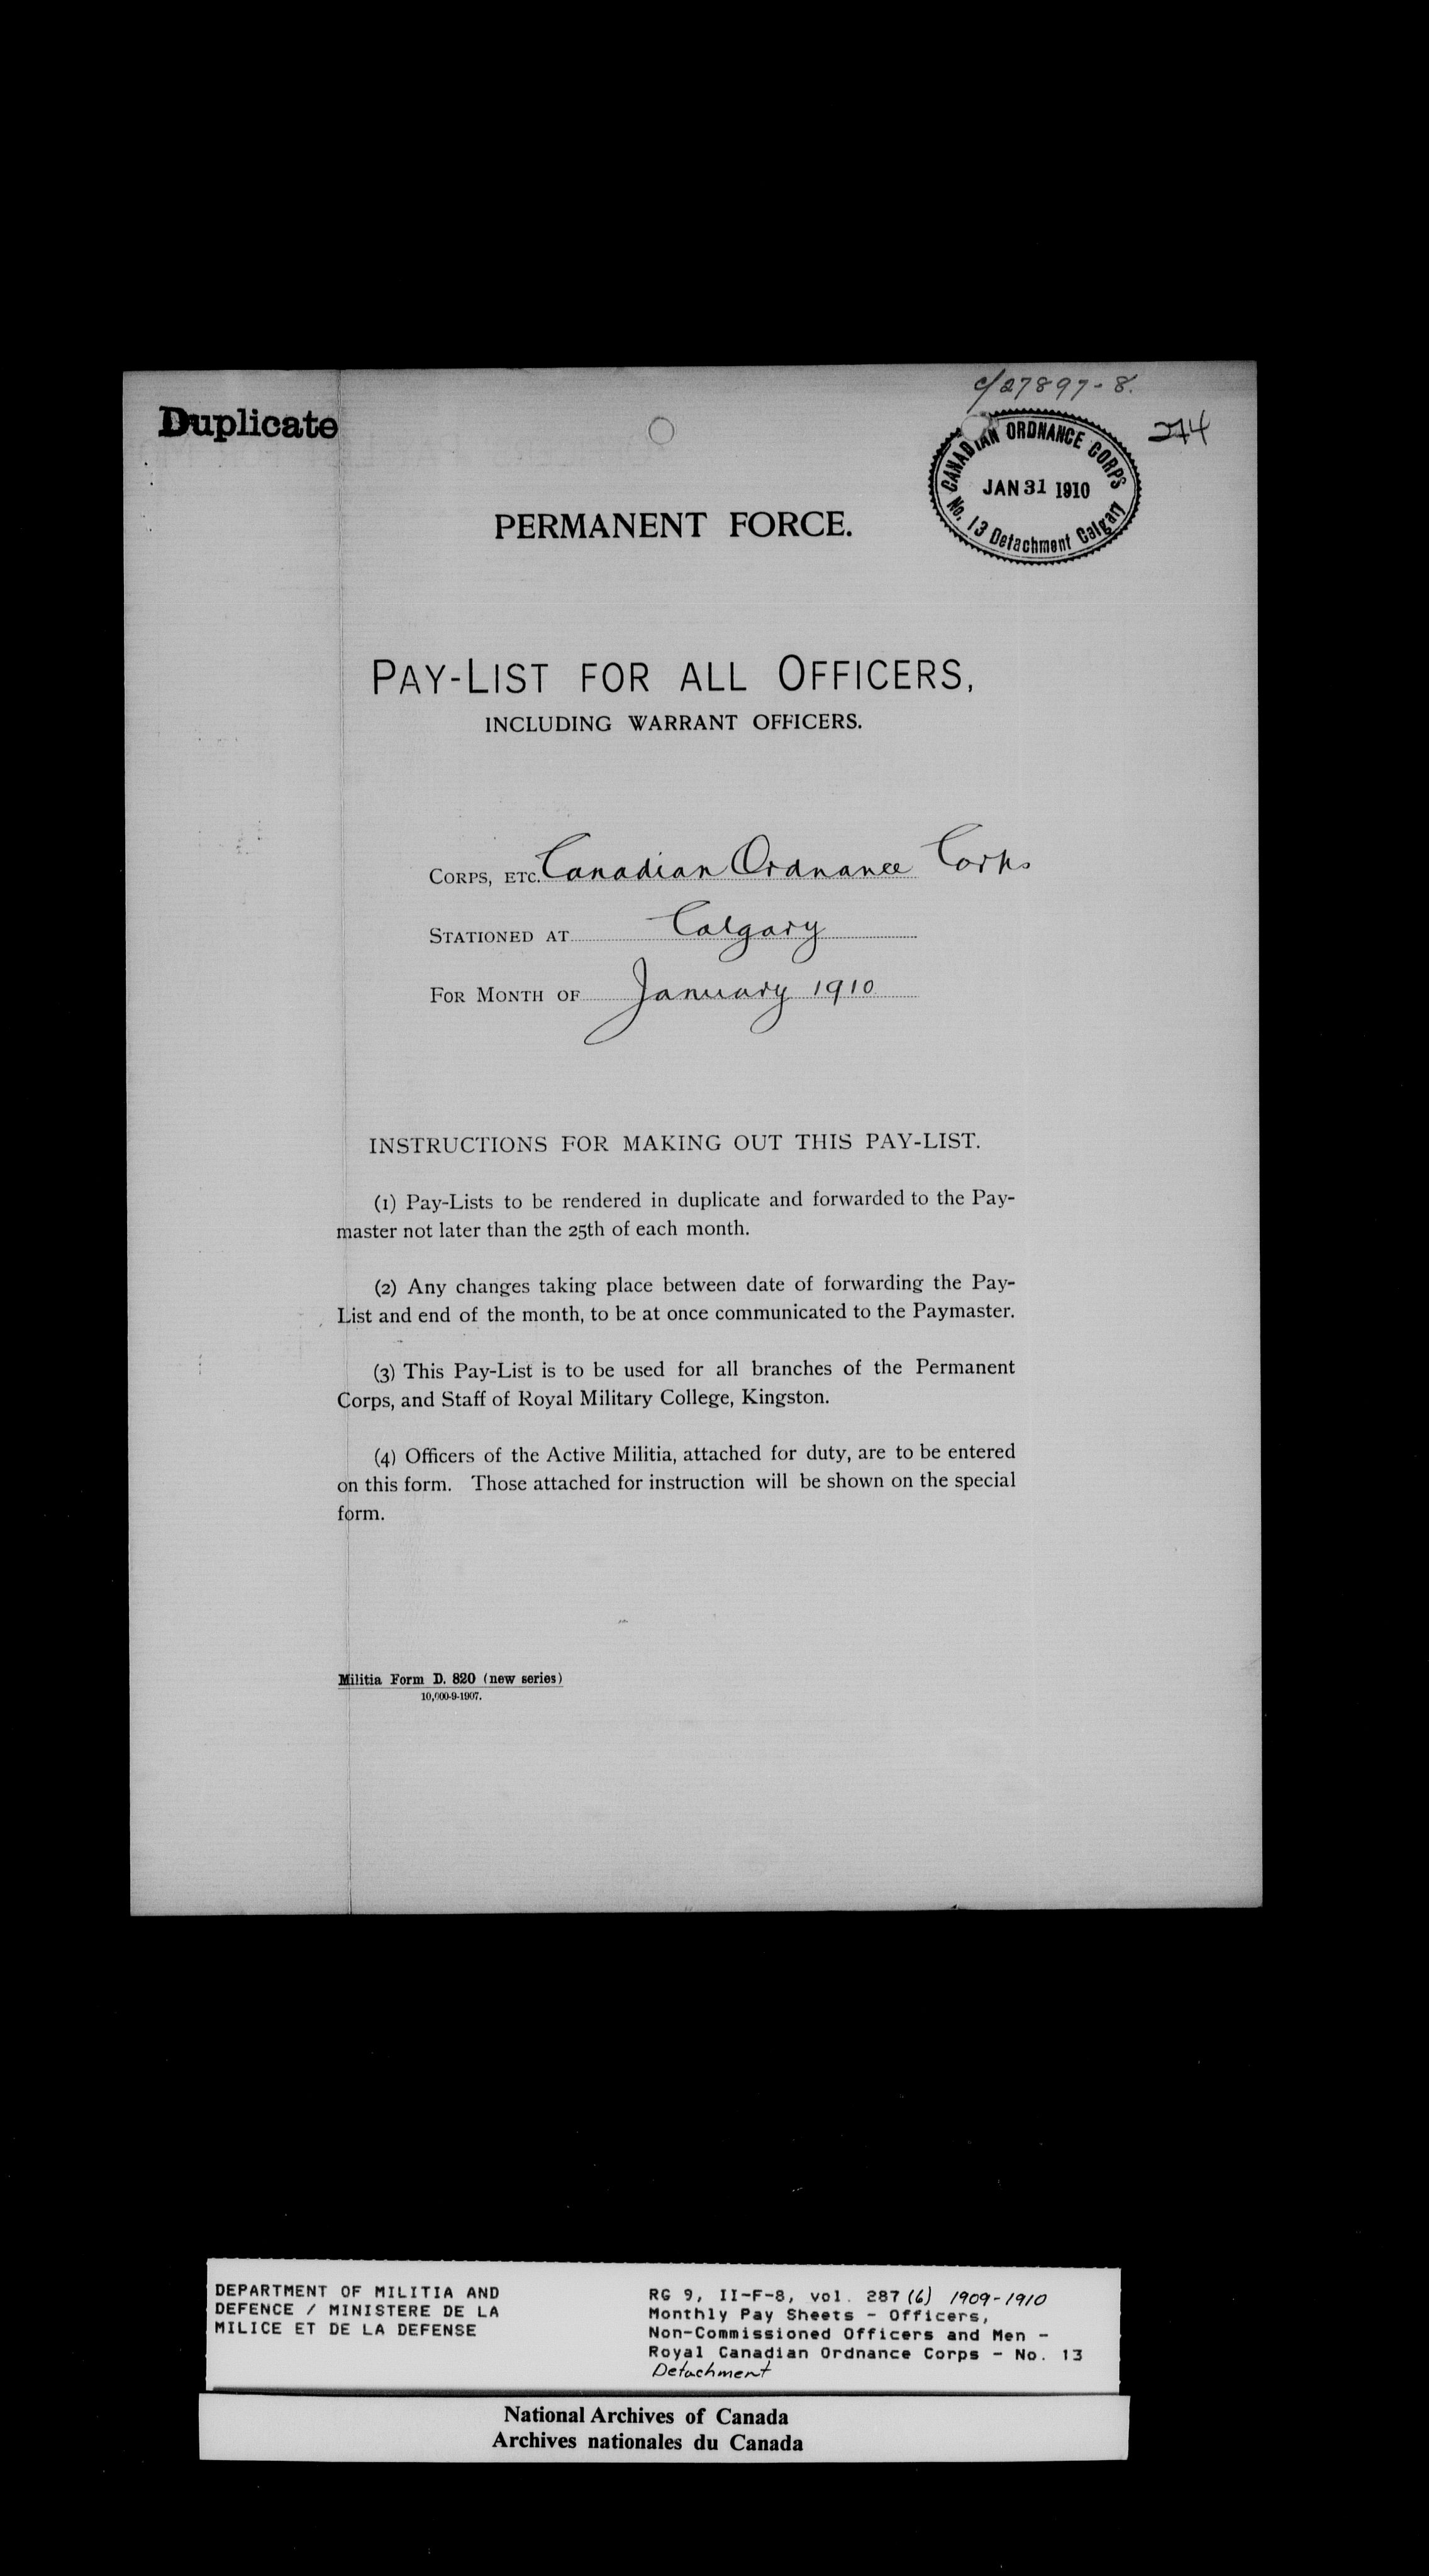 c/27897-8.
Duplicate
244
CANADIAN ORDNANCE CORPS
JAN 31 1910
No. 13 Detachment Calgary
PERMANENT FORCE.
PAY-LIST FOR ALL OFFICERS,
INCLUDING WARRANT OFFICERS.
CORPS, ETC. Canadian Ordnance Corps
STATIONED AT Calgary
FOR MONTH OF January 1910
INSTRUCTIONS FOR MAKING OUT THIS PAY-LIST.
(1) Pay-Lists to be rendered in duplicate and forwarded to the Pay-
master not later than the 25th of each month.
(2) Any changes taking place between date of forwarding the Pay-
List and end of the month, to be at once communicated to the Paymaster.
(3) This Pay-List is to be used for all branches of the Permanent
Corps, and Staff of Royal Military College, Kingston.
(4) Officers of the Active Militia, attached for duty, are to be entered
on this form. Those attached for instruction will be shown on the special
form.
Militia Form D. 820 (new series)
10,000-9-1907.
DEPARTMENT OF MILITIA AND
DEFENCE / MINISTERE DE LA
MILICE ET DE LA DEFENSE
RG 9, II-F-8, vol. 287 (6) 1909-1910
Monthly Pay Sheets - Officers,
Non-Commissioned Officers and Men -
Royal Canadian Ordnance Corps - No. 13
Detachment
National Archives of Canada
Archives nationales du Canada